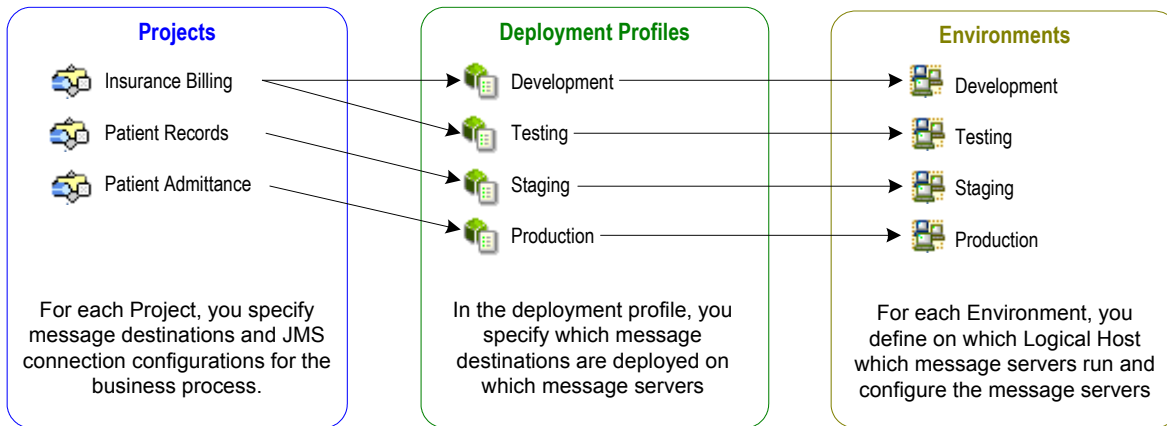 Projects
Insurance Billing
Patient Records
Patient Admittance
For each Project, you specify
message destinations and JMS
connection configurations for the
business process.
Deployment Profiles
Development
Testing
Staging
Production
In the deployment profile, you
specify which message
destinations are deployed on
which message servers
Environments
Development
Testing
Staging
Production
For each Environment, you
define on which Logical Host
which message servers run and
configure the message servers